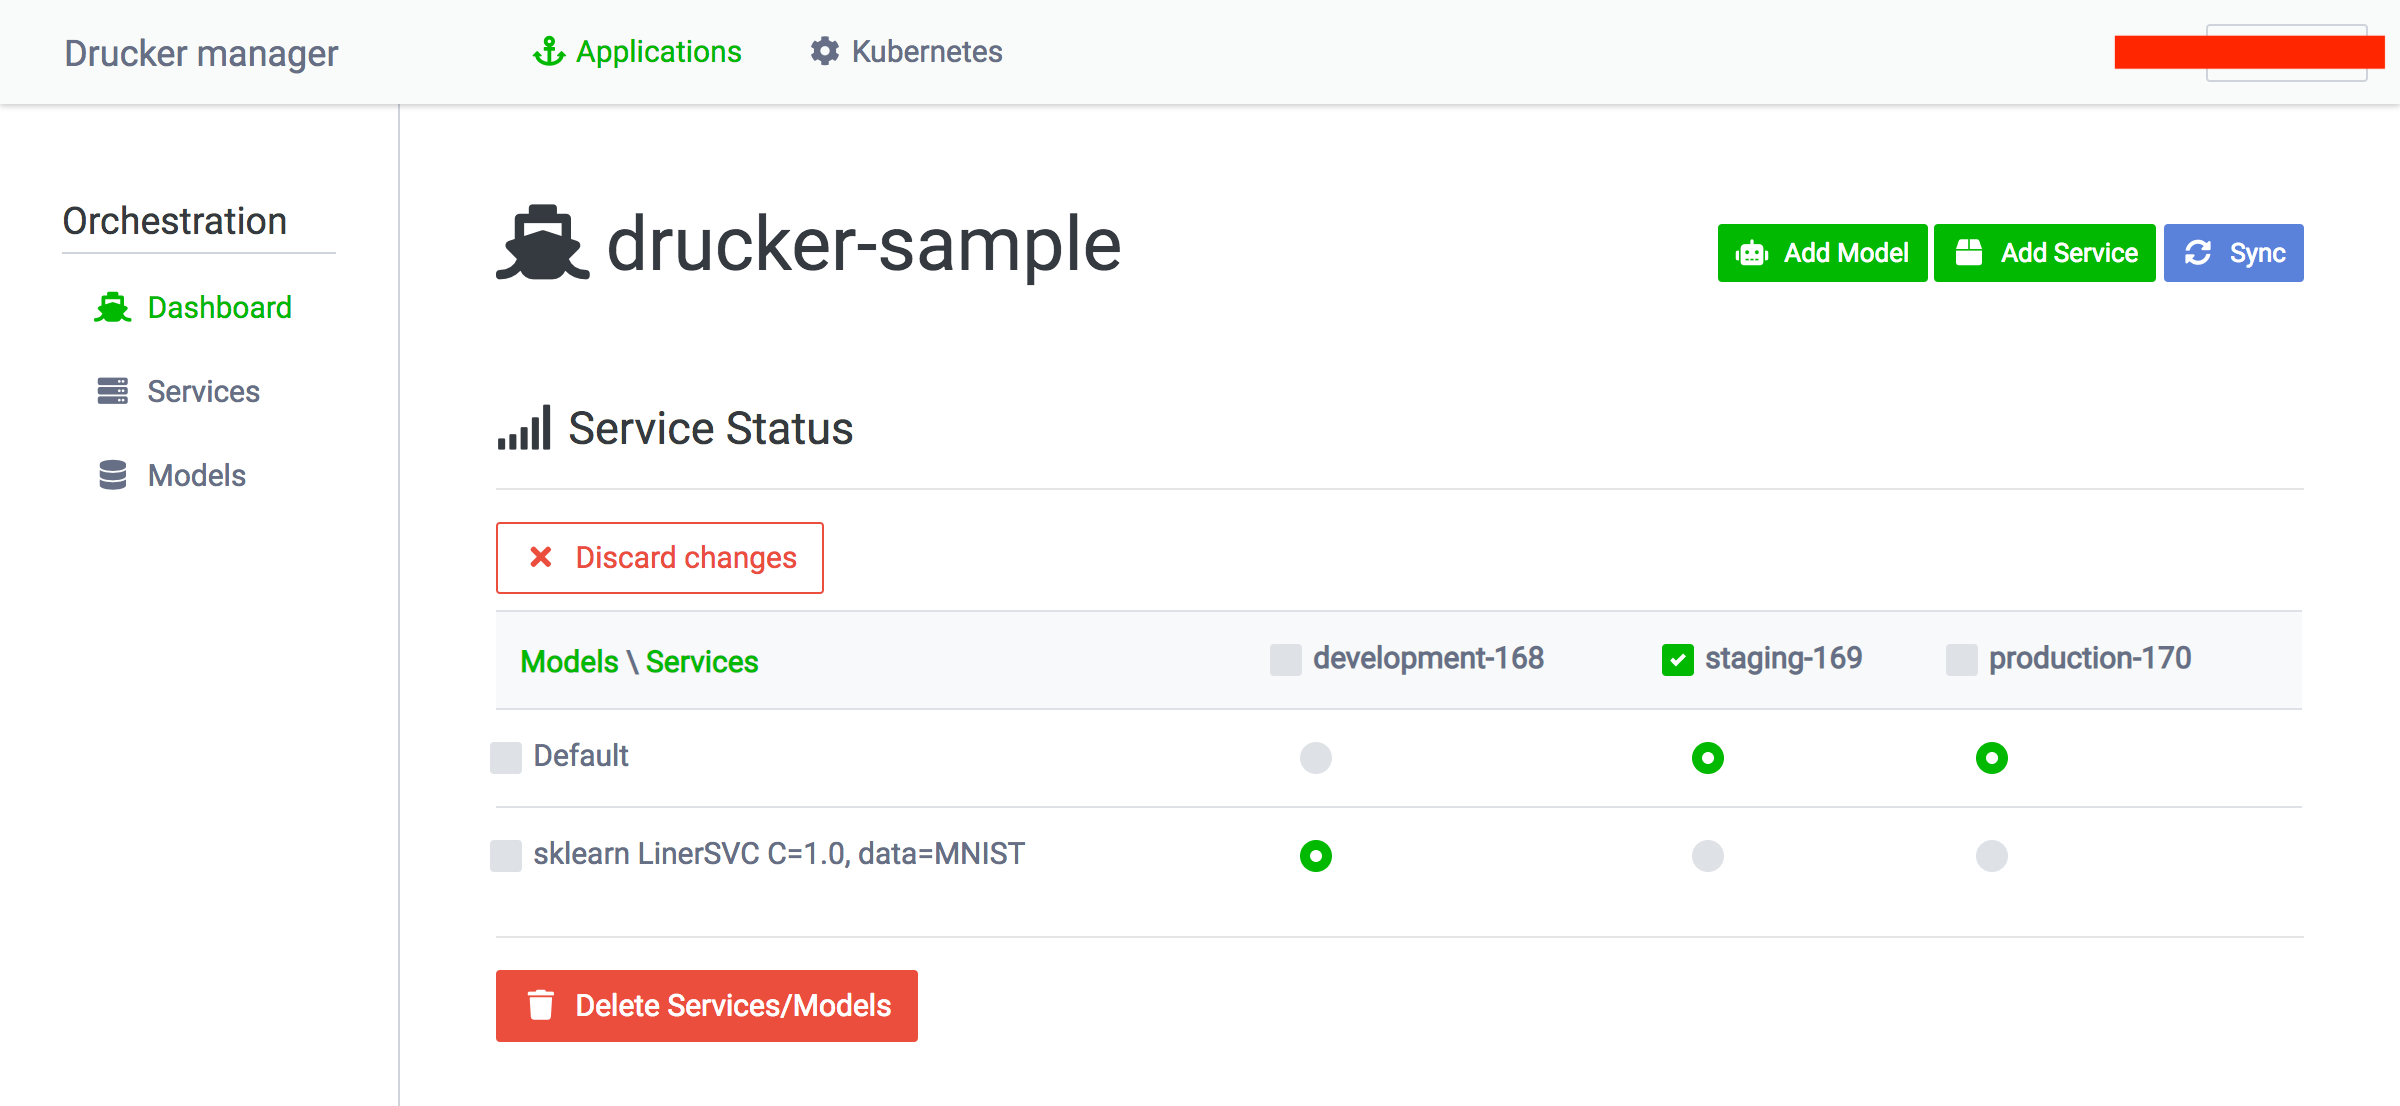 Drucker manager Applications Kubernetes
Orchestration
Dashboard
Services
Models
drucker-sample
Add Model Add Service Sync
Service Status
Discard changes
Models \ Services development-168 staging-169 production-170
Default
sklearn LinerSVC C=1.0, data=MNIST
Delete Services/Models